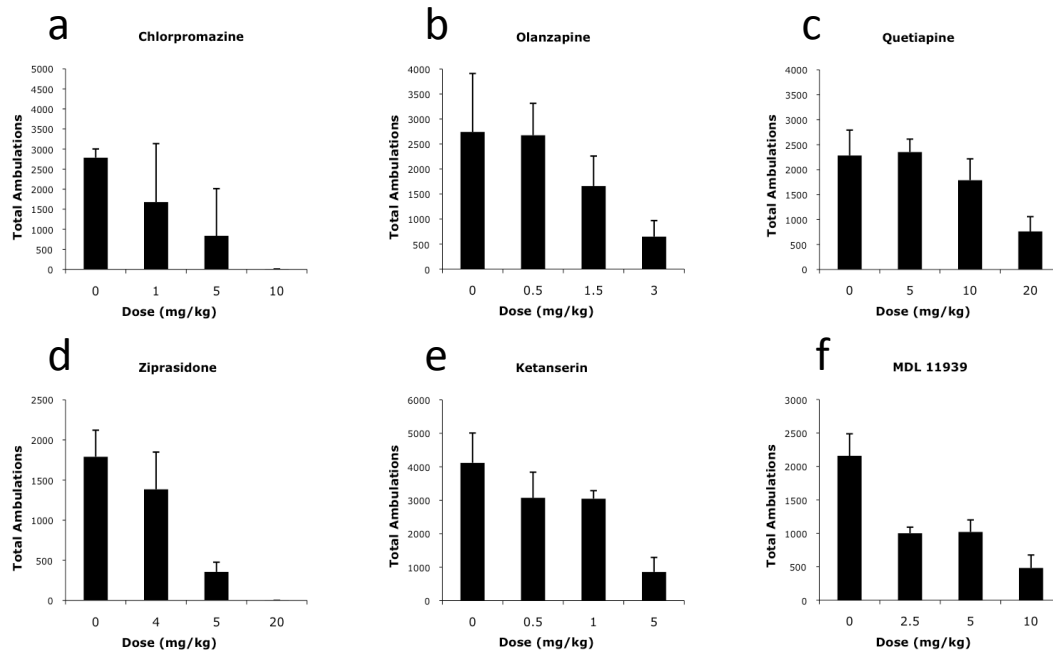 a
Chlorpromazine
Total Ambulations
5000
4500
4000
3500
3000
2500
2000
1500
1000
500
0
0 1 5 10
Dose (mg/kg)
b
Olanzapine
Total Ambulations
4000
3500
3000
2500
2000
1500
1000
500
0
0 0.5 1.5 3
Dose (mg/kg)
c
Quetiapine
Total Ambulations
4000
3500
3000
2500
2000
1500
1000
500
0
0 5 10 20
Dose (mg/kg)
d
Ziprasidone
Total Ambulations
2500
2000
1500
1000
500
0
0 4 5 20
Dose (mg/kg)
e
Ketanserin
Total Ambulations
6000
5000
4000
3000
2000
1000
0
0 0.5 1 5
Dose (mg/kg)
f
MDL 11939
Total Ambulations
3000
2500
2000
1500
1000
500
0
0 2.5 5 10
Dose (mg/kg)